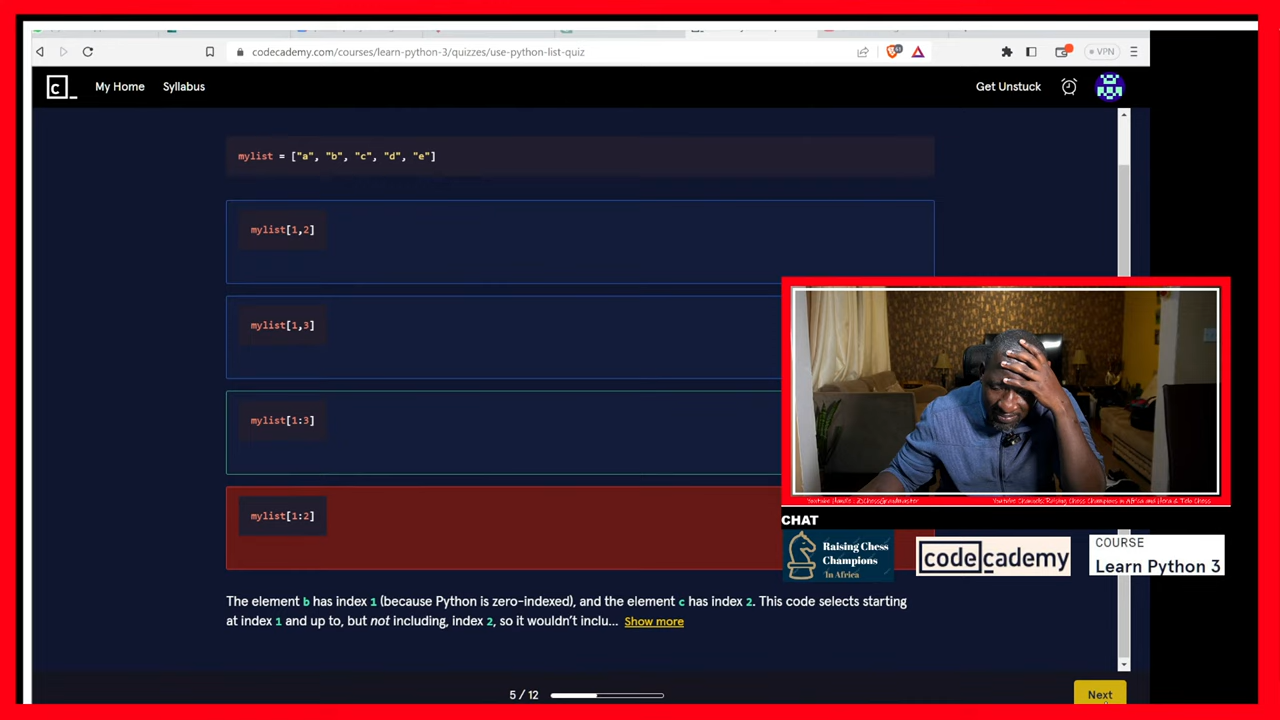 codecademy.com/courses/learn-python-3/quizzes/use-python-list-quiz
VPN
c_
My Home
Syllabus
Get Unstuck
mylist = ["a", "b", "c", "d", "e"]
mylist[1,2]
mylist[1,3]
mylist[1:3]
mylist[1:2]
The element b has index 1 (because Python is zero-indexed), and the element c has index 2. This code selects starting
at index 1 and up to, but not including, index 2, so it wouldn't inclu... Show more
5 / 12
Next
CHAT
Raising Chess
Champions
In Africa
codecademy
COURSE
Learn Python 3